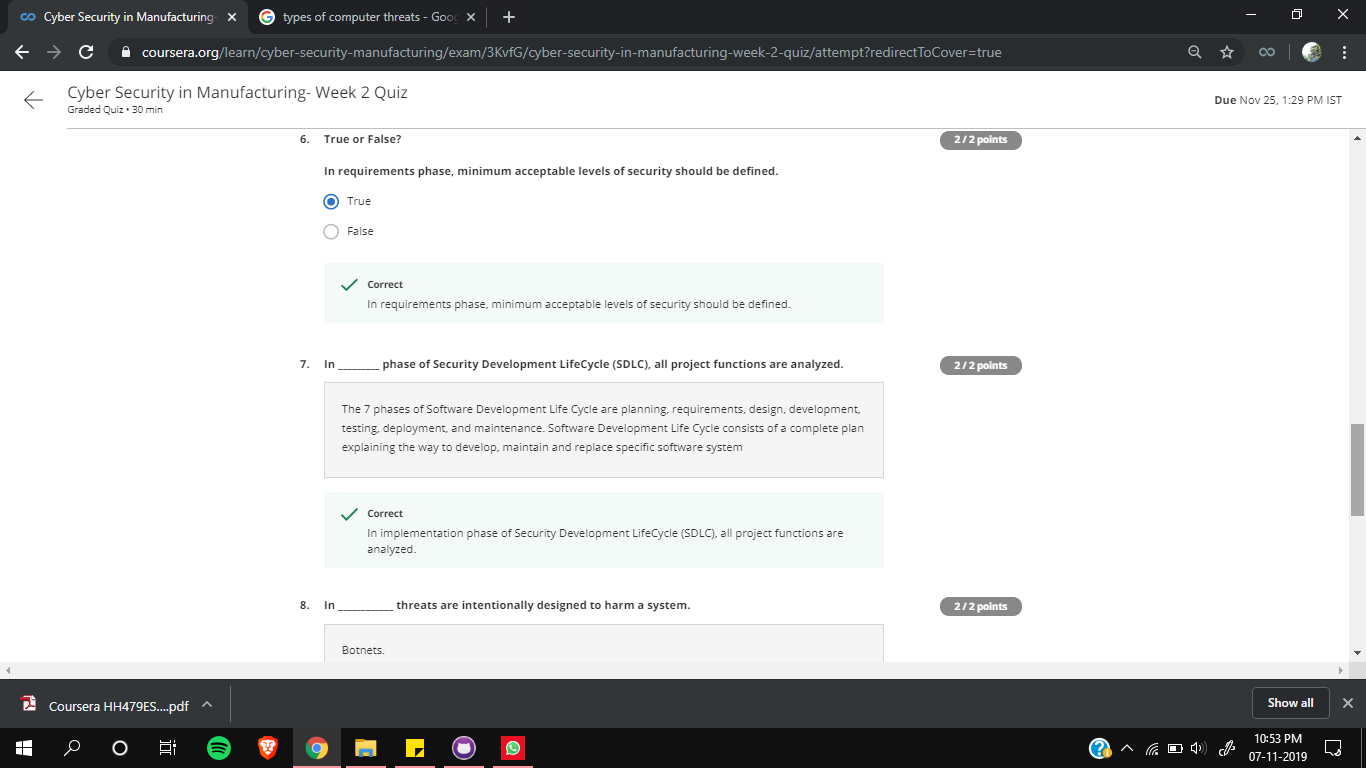 Cyber Security in Manufacturing-
types of computer threats - Goo
coursera.org/learn/cyber-security-manufacturing/exam/3KvfG/cyber-security-in-manufacturing-week-2-quiz/attempt?redirectToCover=true
Cyber Security in Manufacturing- Week 2 Quiz
Graded Quiz • 30 min
Due Nov 25, 1:29 PM IST
6. True or False?
2 / 2 points
In requirements phase, minimum acceptable levels of security should be defined.
True
False
Correct
In requirements phase, minimum acceptable levels of security should be defined.
7. In _________ phase of Security Development LifeCycle (SDLC), all project functions are analyzed.
2 / 2 points
The 7 phases of Software Development Life Cycle are planning, requirements, design, development,
testing, deployment, and maintenance. Software Development Life Cycle consists of a complete plan
explaining the way to develop, maintain and replace specific software system
Correct
In implementation phase of Security Development LifeCycle (SDLC), all project functions are
analyzed.
8. In ____________ threats are intentionally designed to harm a system.
2 / 2 points
Botnets.
Coursera HH479ES....pdf
Show all
10:53 PM
07-11-2019